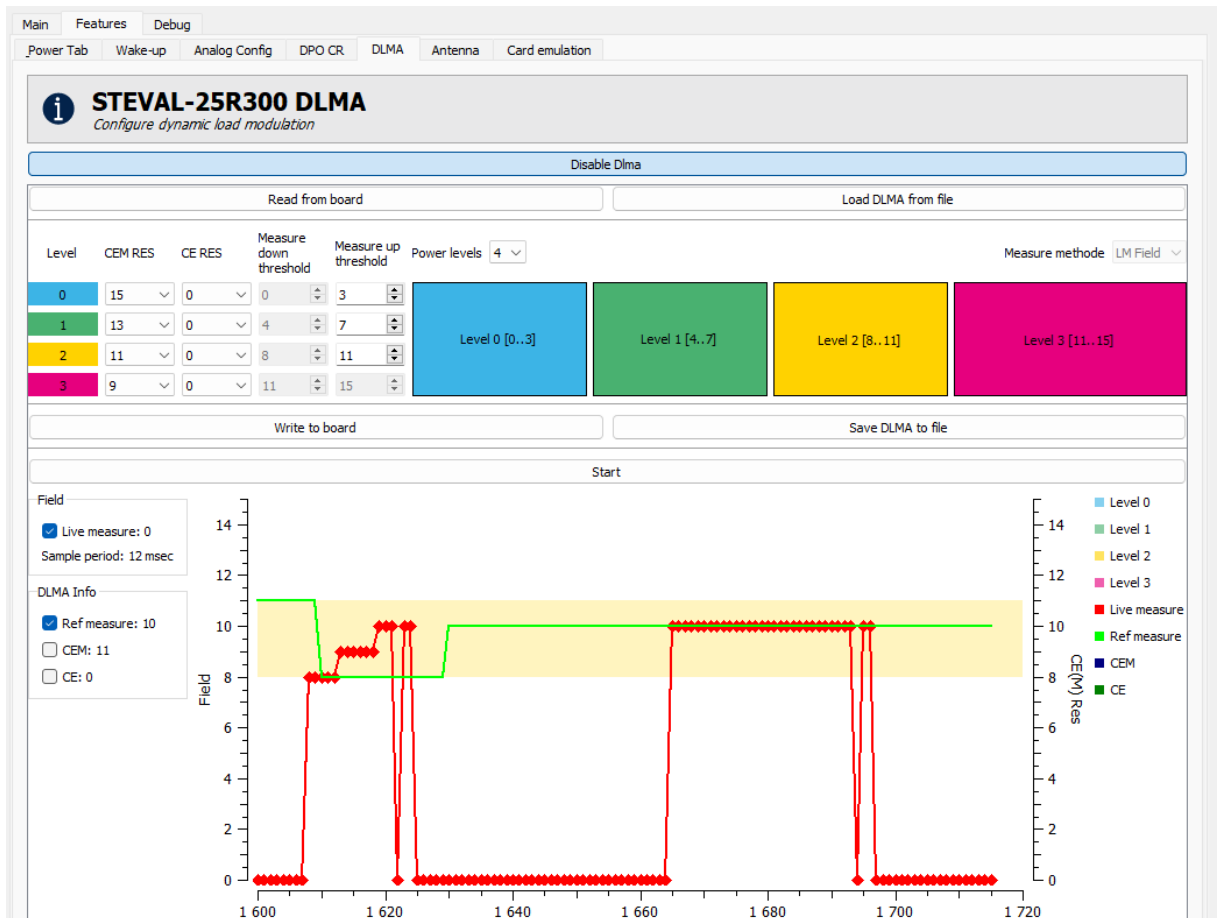 Main Features Debug
Power Tab Wake-up Analog Config DPO CR DLMA Antenna Card emulation
STEVAL-25R300 DLMA
Configure dynamic load modulation
Disable Dlma
Read from board Load DLMA from file
Level CEM RES CE RES Measure down threshold Measure up threshold Power levels 4 Measure methode LM Field
0 15 0 0 3
1 13 0 4 7
2 11 0 8 11
3 9 0 11 15
Level 0 [0..3] Level 1 [4..7] Level 2 [8..11] Level 3 [11..15]
Write to board Save DLMA to file
Start
Field
Live measure: 0
Sample period: 12 msec
DLMA Info
Ref measure: 10
CEM: 11
CE: 0
Field
14
12
10
8
6
4
2
0
1 600 1 620 1 640 1 660 1 680 1 700 1 720
14
12
10
8
6
4
2
0
CE(M) Res
Level 0
Level 1
Level 2
Level 3
Live measure
Ref measure
CEM
CE